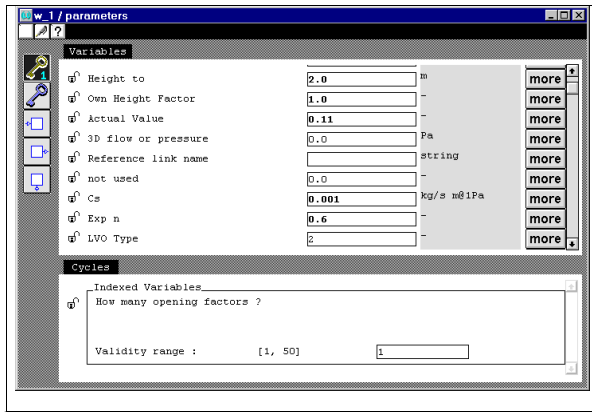 w_1 / parameters
?
Variables
1
Height to 2.0 m more
Own Height Factor 1.0 - more
Actual Value 0.11 - more
3D flow or pressure 0.0 Pa more
Reference link name string more
not used 0.0 - more
Cs 0.001 kg/s m@1Pa more
Exp n 0.6 - more
LVO Type 2 - more
Cycles
Indexed Variables
How many opening factors ?
Validity range : [1, 50] 1